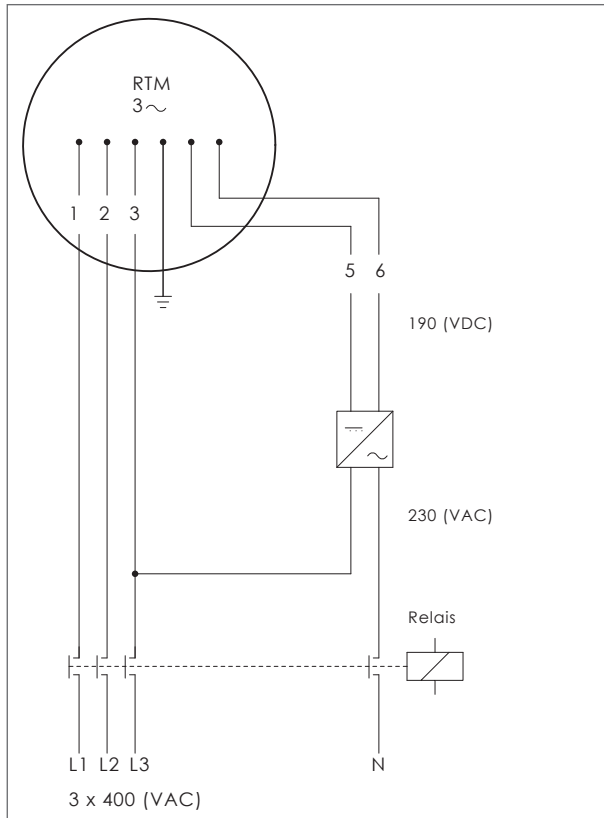 RTM
3~
1 2 3
5 6
190 (VDC)
230 (VAC)
Relais
L1 L2 L3 N
3 x 400 (VAC)